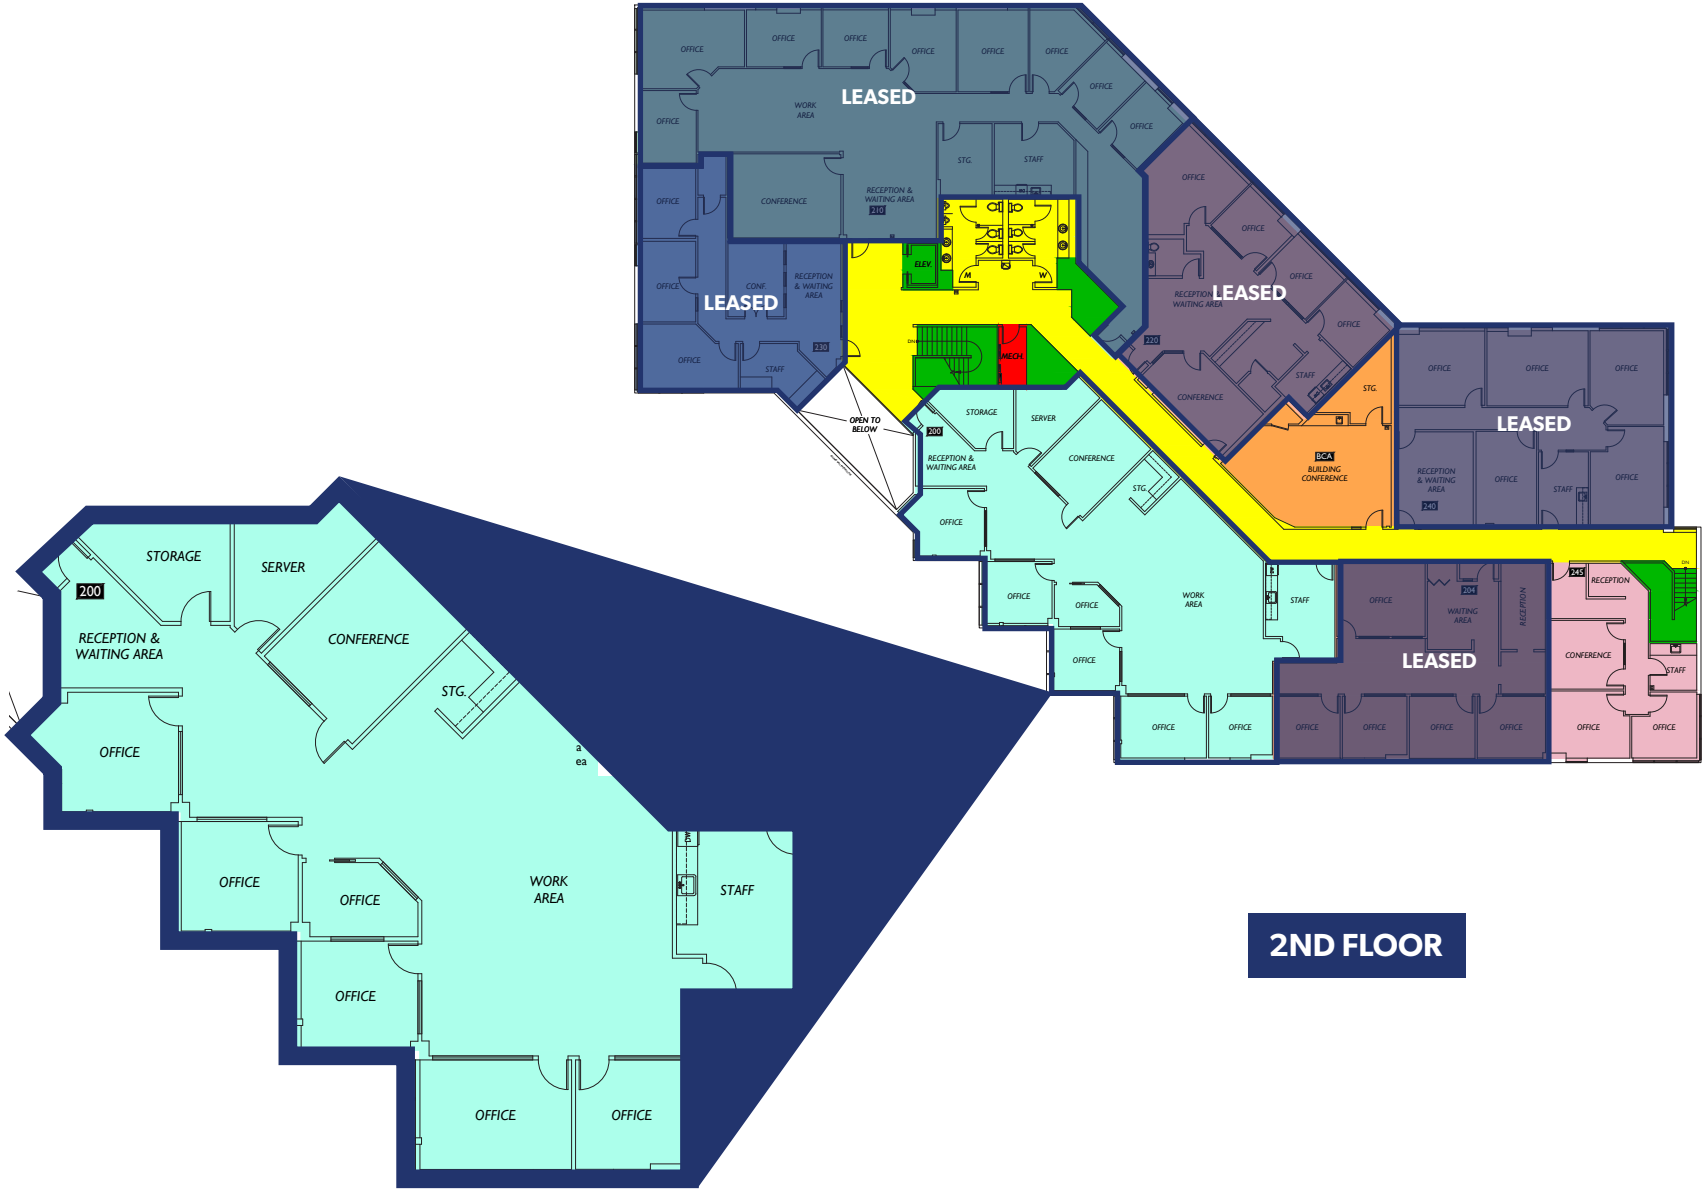 OFFICE
OFFICE
OFFICE
OFFICE
OFFICE
OFFICE
OFFICE
OFFICE
OFFICE
LEASED
WORK
AREA
STG.
STAFF
CONFERENCE
RECEPTION &
WAITING AREA
210
OFFICE
OFFICE
OFFICE
CONF.
RECEPTION
& WAITING
AREA
LEASED
230
STAFF
ELEV.
M
W
DN
MECH.
OPEN TO
BELOW
OFFICE
OFFICE
OFFICE
OFFICE
RECEPTION &
WAITING AREA
LEASED
220
CONFERENCE
STAFF
STG.
BCA
BUILDING
CONFERENCE
OFFICE
OFFICE
OFFICE
LEASED
RECEPTION
& WAITING
AREA
240
OFFICE
STAFF
OFFICE
STORAGE
SERVER
200
RECEPTION &
WAITING AREA
CONFERENCE
STG.
OFFICE
OFFICE
OFFICE
OFFICE
WORK
AREA
STAFF
OFFICE
OFFICE
OFFICE
204
WAITING
AREA
RECEPTION
LEASED
OFFICE
OFFICE
OFFICE
OFFICE
245
RECEPTION
DN
CONFERENCE
STAFF
OFFICE
OFFICE
STORAGE
SERVER
200
RECEPTION &
WAITING AREA
CONFERENCE
STG.
OFFICE
a
ea
OFFICE
OFFICE
WORK
AREA
DW
STAFF
OFFICE
OFFICE
OFFICE
2ND FLOOR